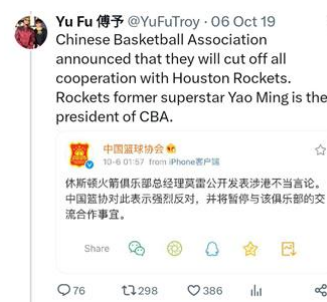 Yu Fu 傅予 @YuFuTroy · 06 Oct 19
Chinese Basketball Association
announced that they will cut off all
cooperation with Houston Rockets.
Rockets former superstar Yao Ming is the
president of CBA.
中国篮球协会
10-6 01:57 from iPhone客户端
休斯顿火箭俱乐部总经理莫雷公开发表涉港不当言论。
中国篮协对此表示强烈反对，并将暂停与该俱乐部的交
流合作事宜。
Share
76 298 386